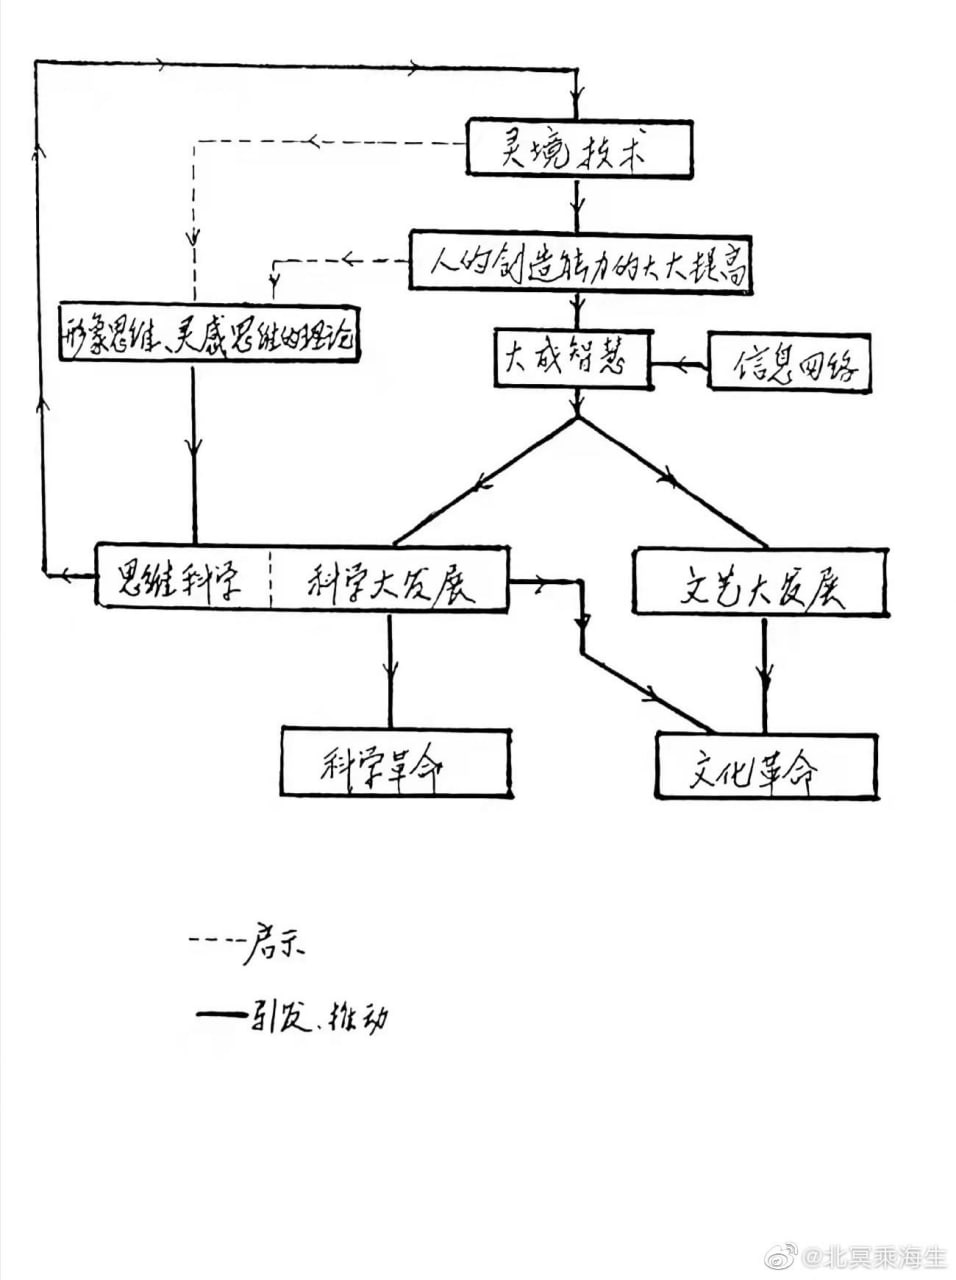 灵境技术
人的创造能力的大大提高
形象思维、灵感思维的理论
大成智慧
信息网络
思维科学
科学大发展
文艺大发展
科学革命
文化革命
启示
引发、推动
@北冥乘海生